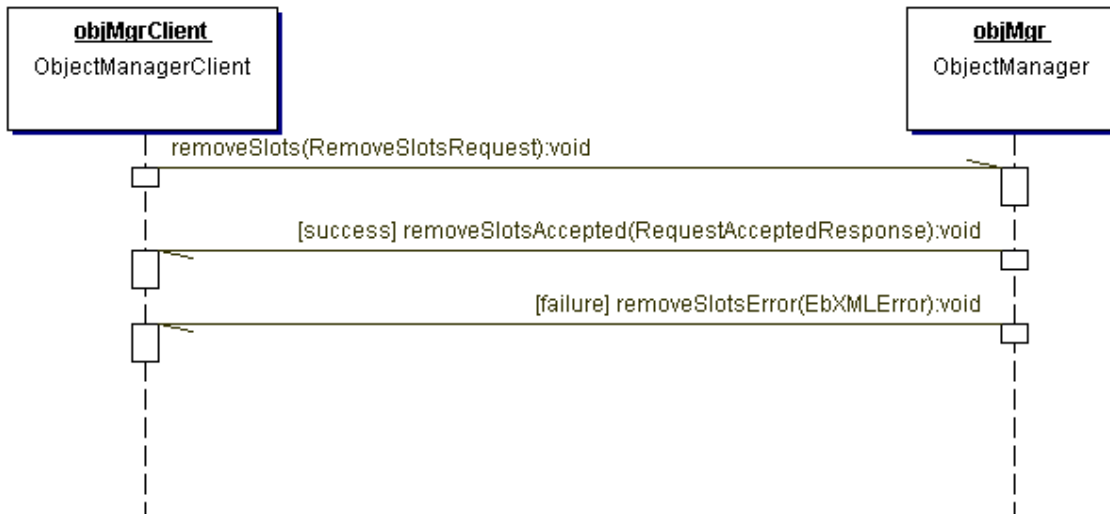 objMgrClient
ObjectManagerClient
objMgr
ObjectManager
removeSlots(RemoveSlotsRequest):void
[success] removeSlotsAccepted(RequestAcceptedResponse):void
[failure] removeSlotsError(EbXMLError):void